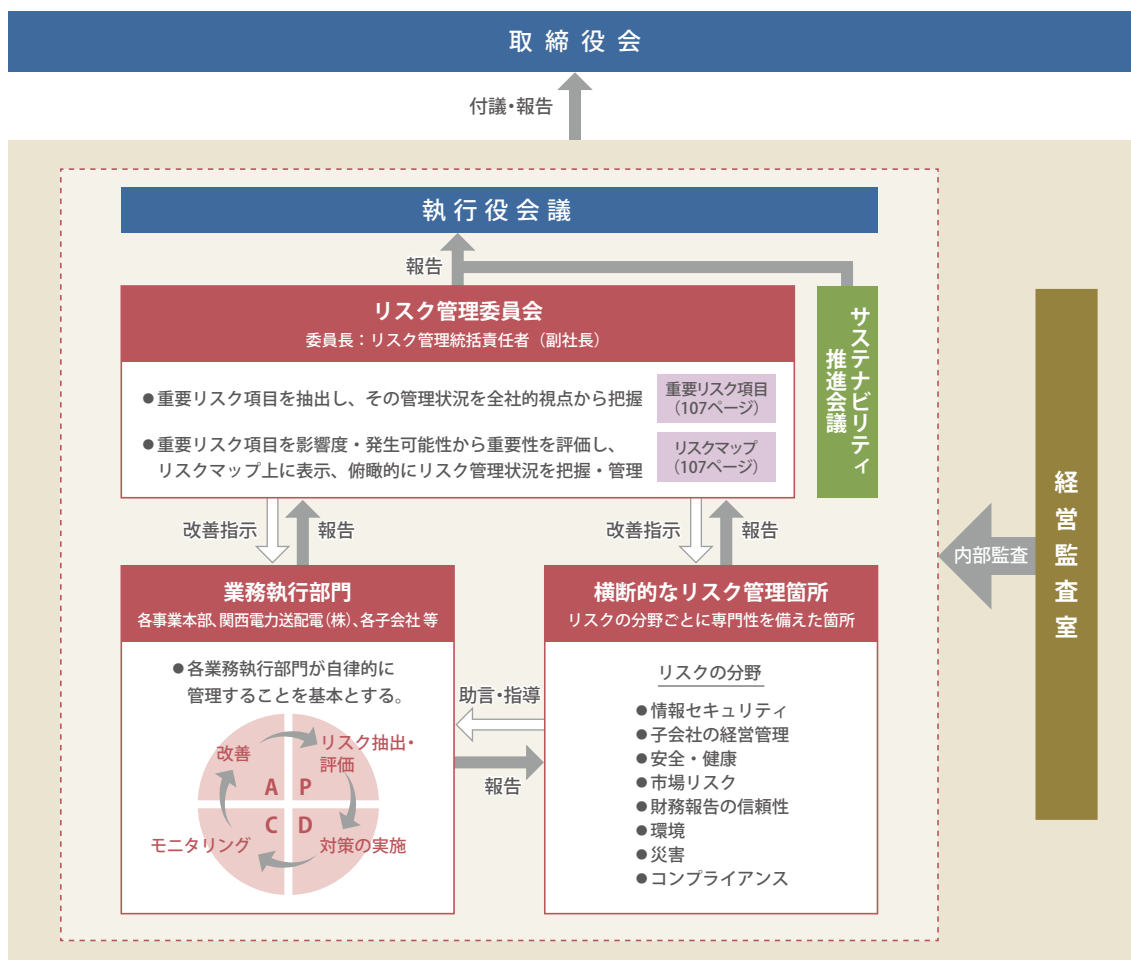 取締役会
付議・報告
執行役会議
報告
リスク管理委員会
委員長：リスク管理統括責任者（副社長）
●重要リスク項目を抽出し、その管理状況を全社的視点から把握
重要リスク項目
（107ページ）
●重要リスク項目を影響度・発生可能性から重要性を評価し、
リスクマップ上に表示、俯瞰的にリスク管理状況を把握・管理
リスクマップ
（107ページ）
サステナビリティ
推進会議
改善指示
報告
改善指示
報告
業務執行部門
各事業本部、関西電力送配電（株）、各子会社 等
●各業務執行部門が自律的に
管理することを基本とする。
改善
リスク抽出・
評価
A
P
C
D
モニタリング
対策の実施
助言・指導
報告
横断的なリスク管理箇所
リスクの分野ごとに専門性を備えた箇所
リスクの分野
●情報セキュリティ
●子会社の経営管理
●安全・健康
●市場リスク
●財務報告の信頼性
●環境
●災害
●コンプライアンス
内部監査
経営監査室